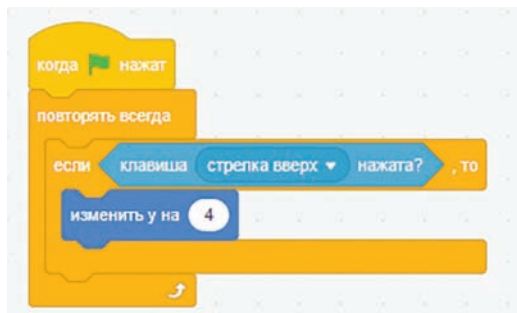 когда нажат
повторять всегда
если клавиша стрелка вверх нажата? , то
изменить y на 4